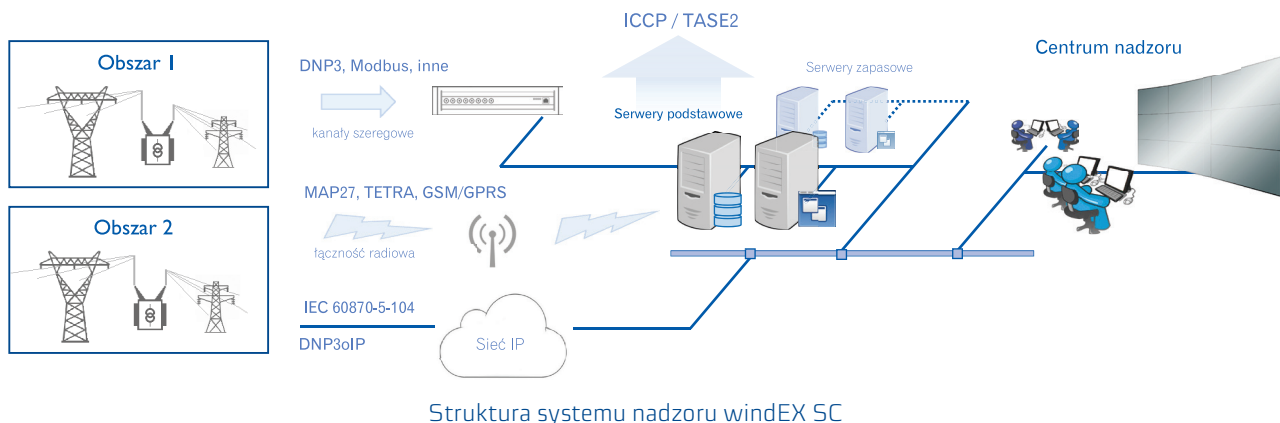 ICCP / TASE2
Obszar 1
DNP3, Modbus, inne
kanały szeregowe
Serwery zapasowe
Serwery podstawowe
Centrum nadzoru
MAP27, TETRA, GSM/GPRS
łączność radiowa
Obszar 2
IEC 60870-5-104
DNP3oIP
Sieć IP
Struktura systemu nadzoru windEX SC